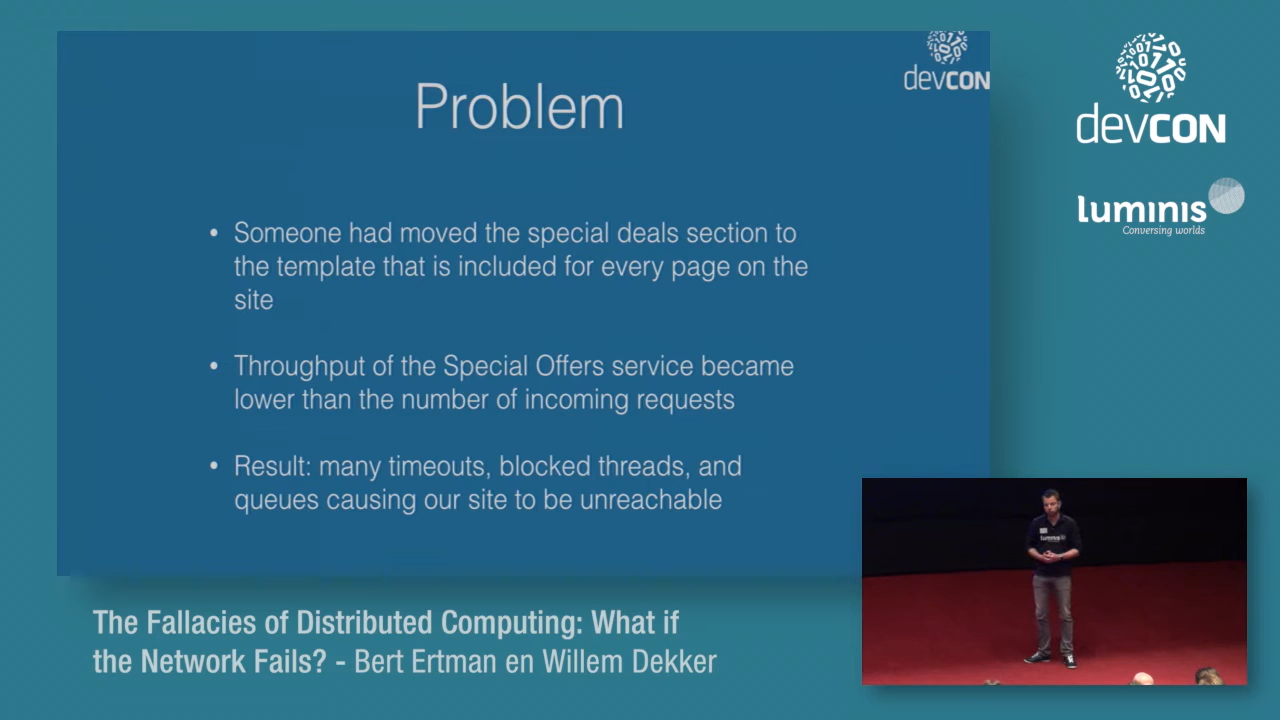 devcon
Problem
Someone had moved the special deals section to
the template that is included for every page on the
site
Throughput of the Special Offers service became
lower than the number of incoming requests
Result: many timeouts, blocked threads, and
queues causing our site to be unreachable
devcon
luminis
Conversing worlds
luminis
The Fallacies of Distributed Computing: What if
the Network Fails? - Bert Ertman en Willem Dekker